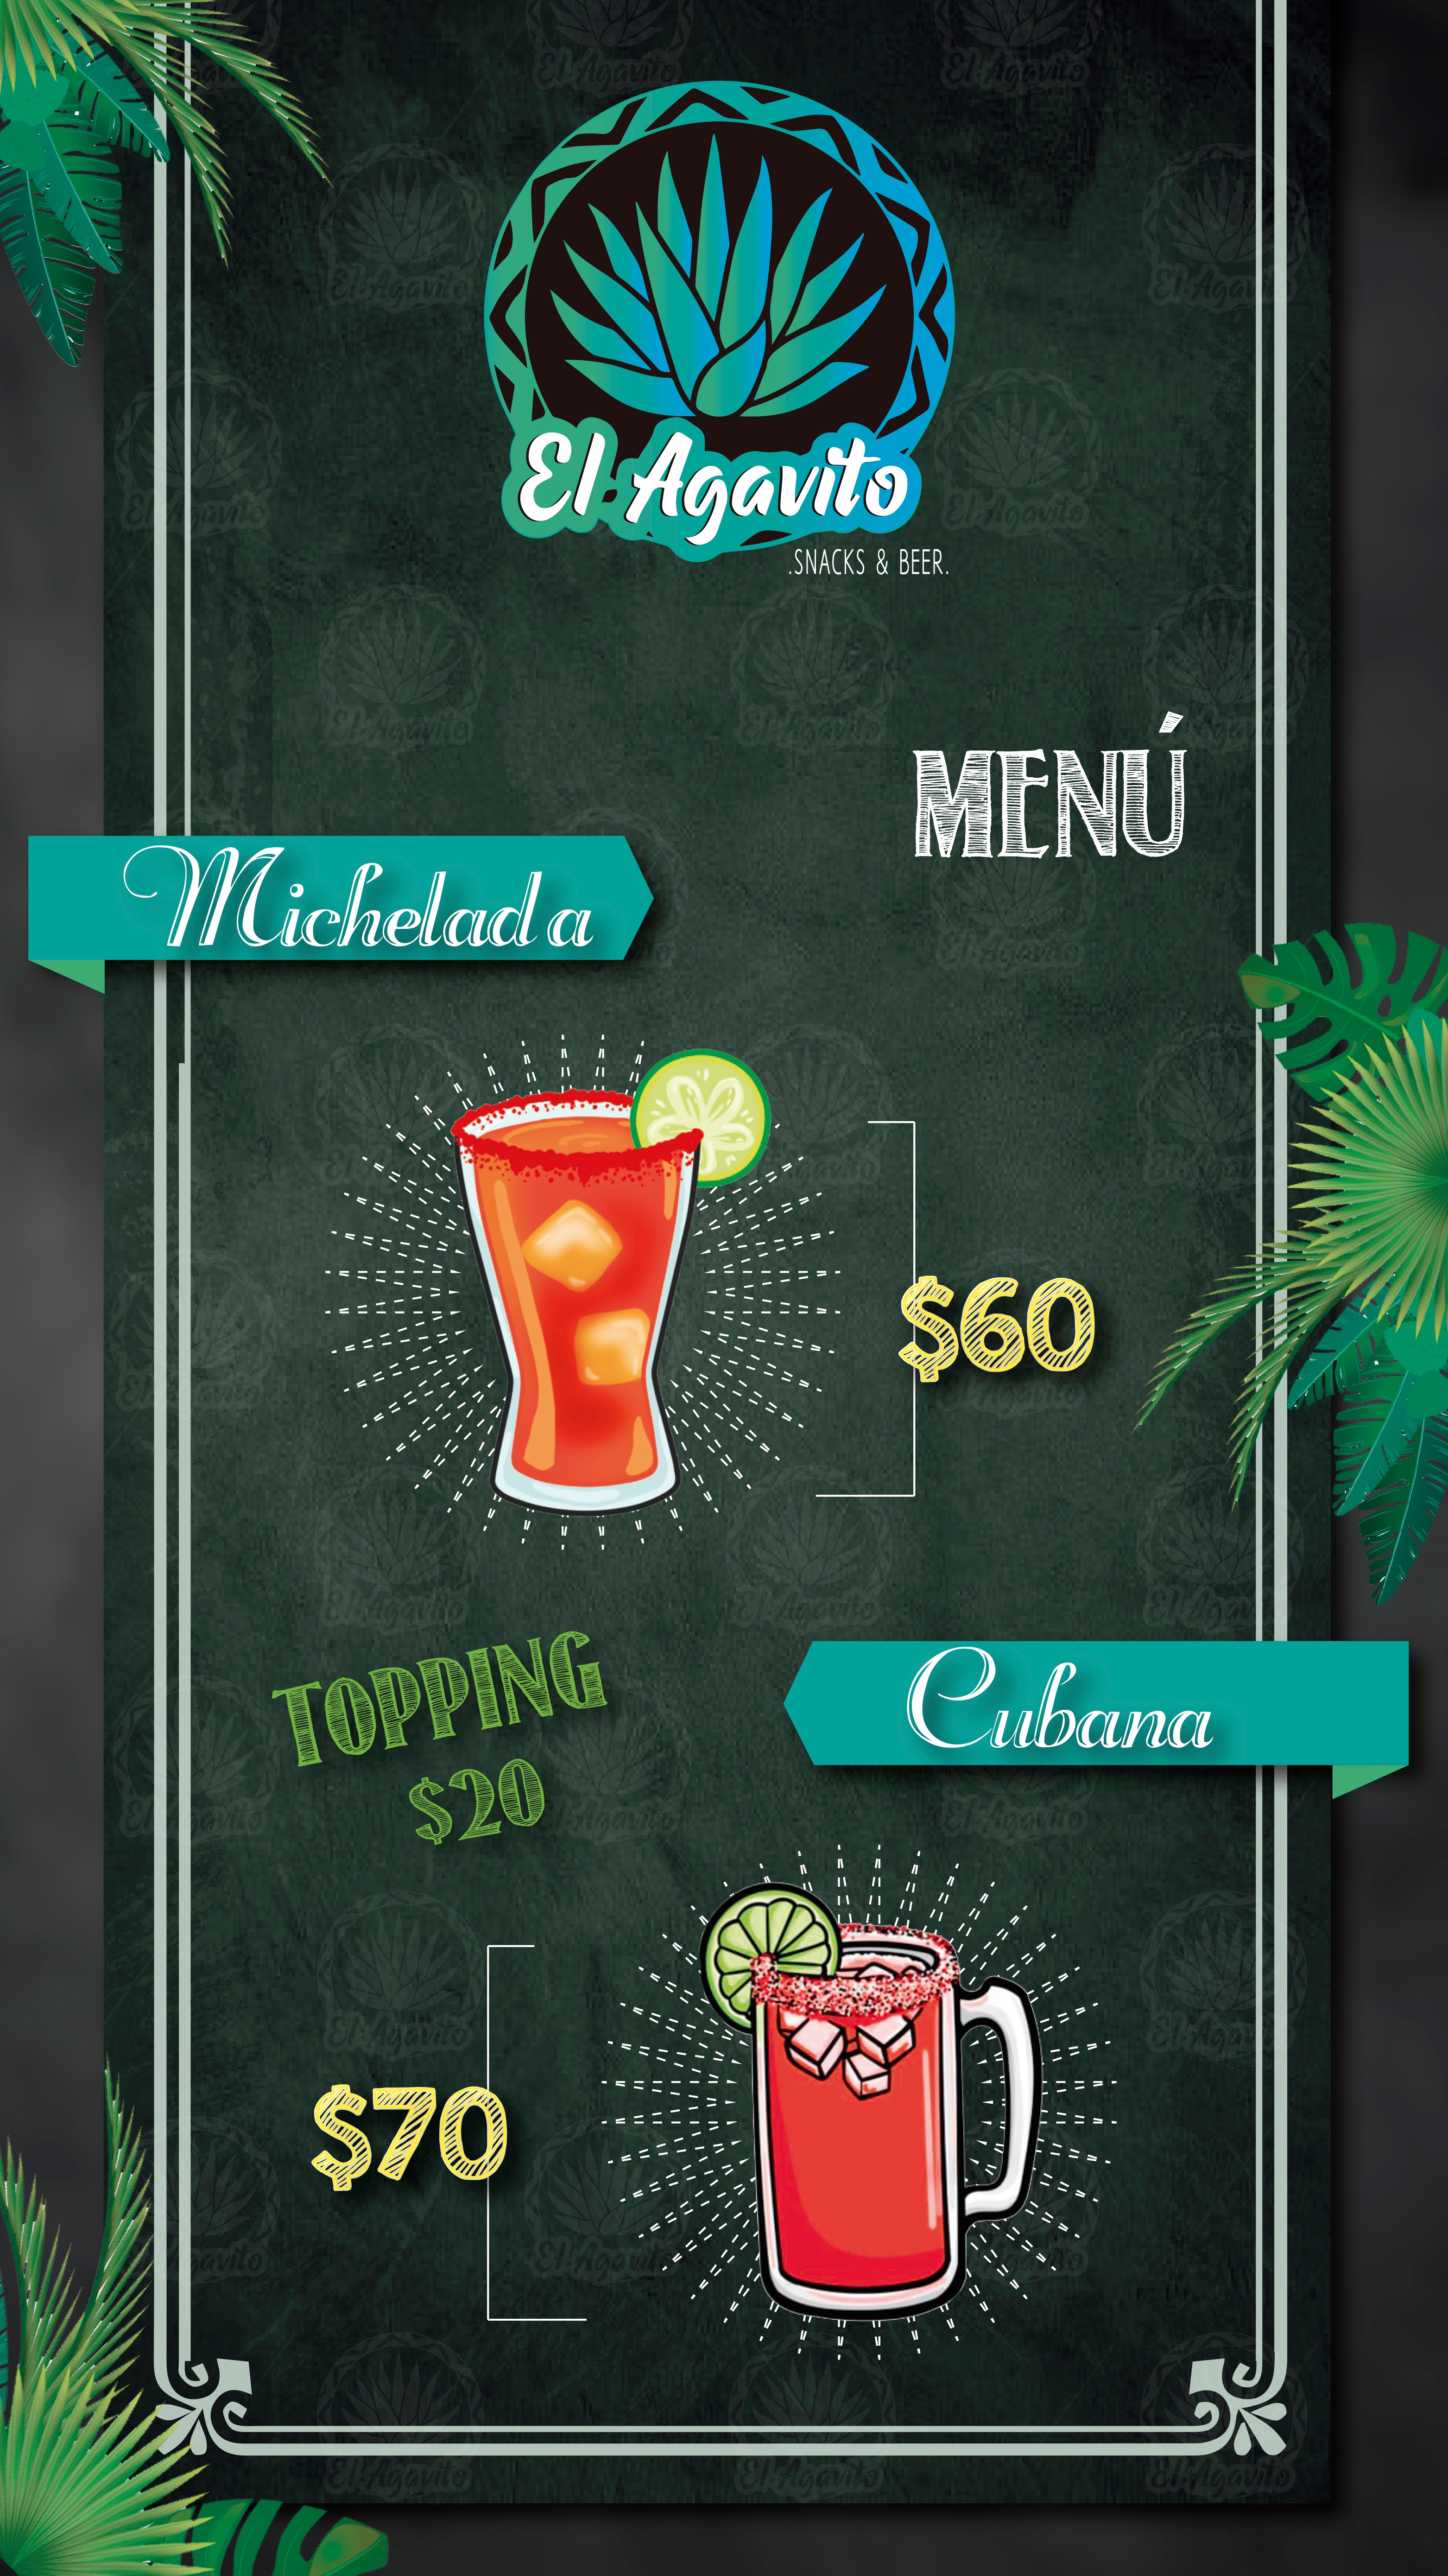 El Agavito
.SNACKS & BEER.
MENÚ
Michelada
$60
TOPPING
$20
Cubana
$70